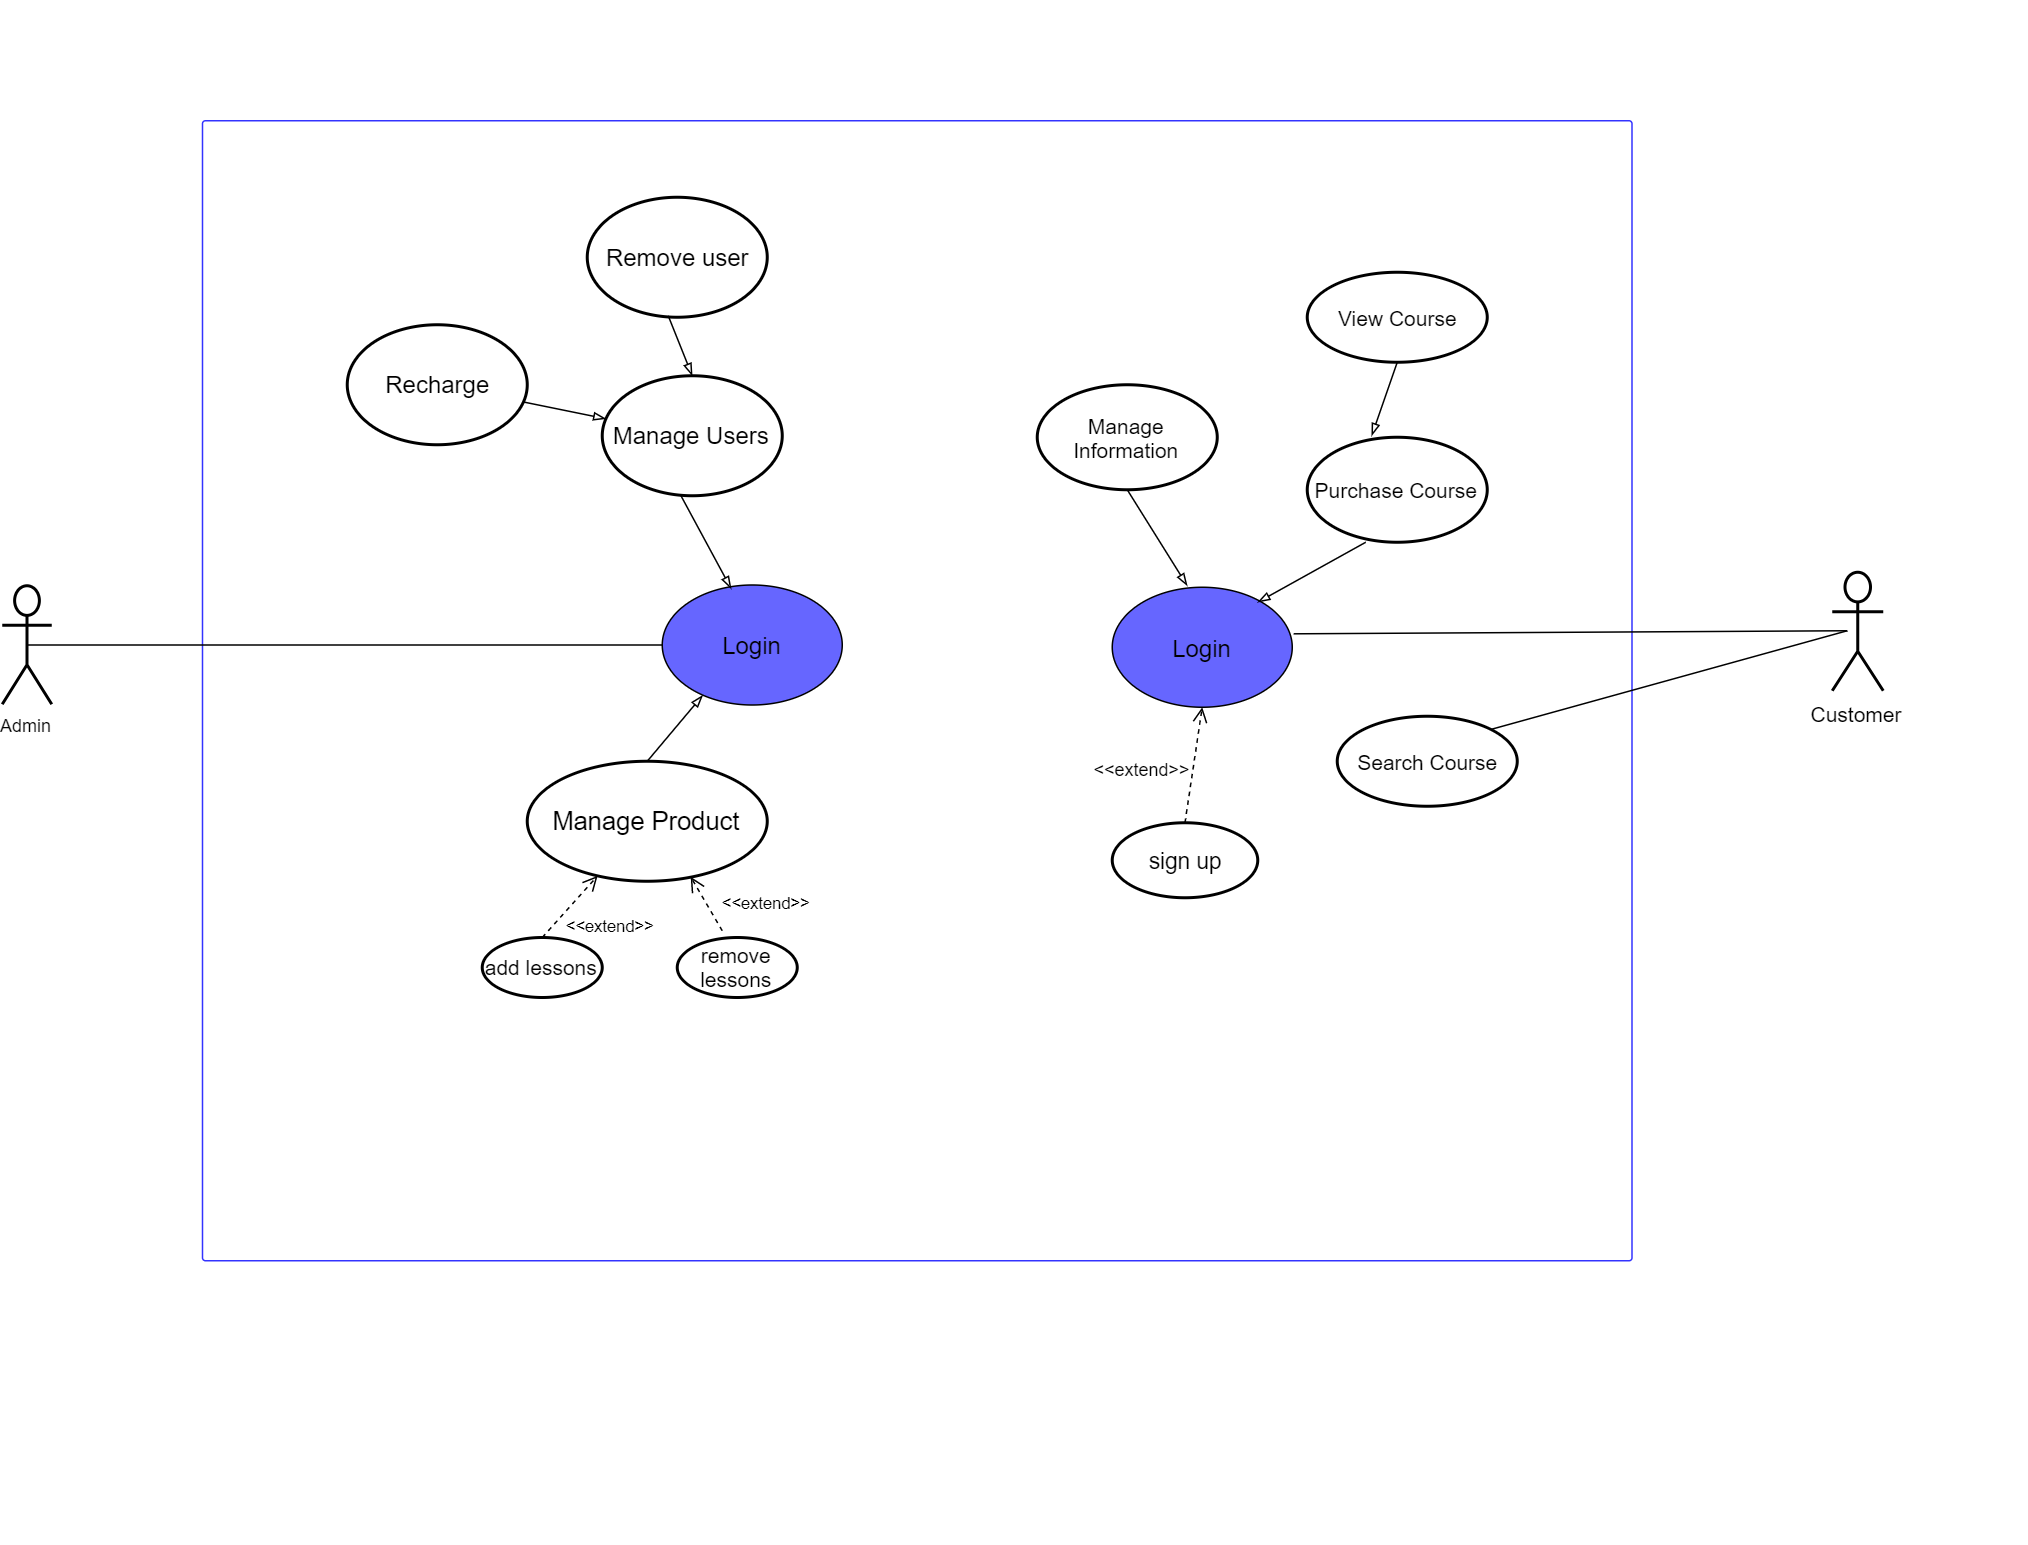 Remove user
Recharge
Manage Users
View Course
Manage
Information
Purchase Course
Login
Login
Admin
Customer
Search Course
<<extend>>
Manage Product
sign up
<<extend>>
<<extend>>
add lessons
remove
lessons